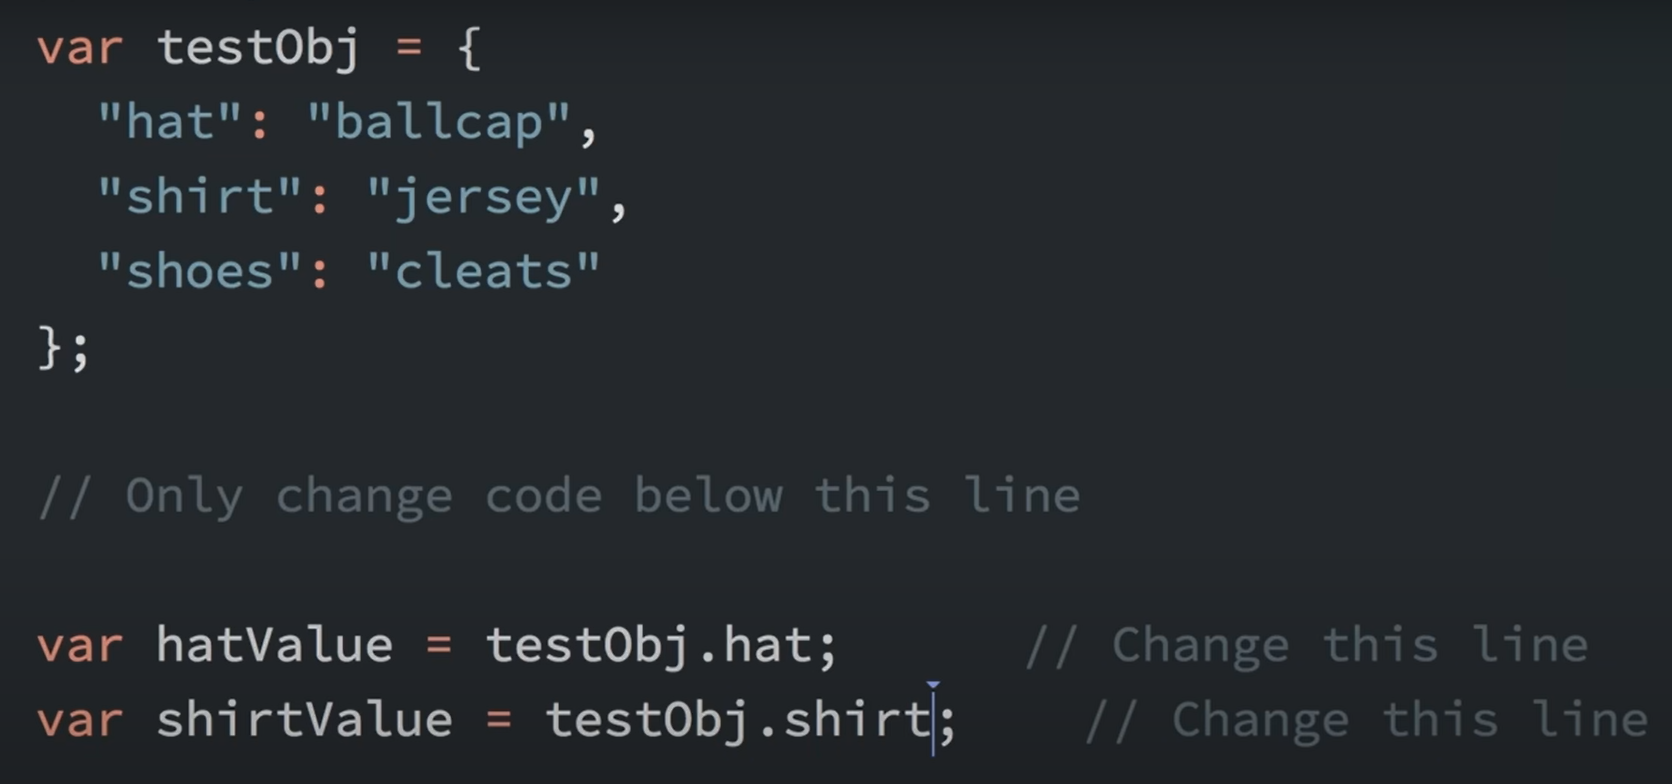 var testObj = {
  "hat": "ballcap",
  "shirt": "jersey",
  "shoes": "cleats"
};
// Only change code below this line
var hatValue = testObj.hat;      // Change this line
var shirtValue = testObj.shirt;    // Change this line